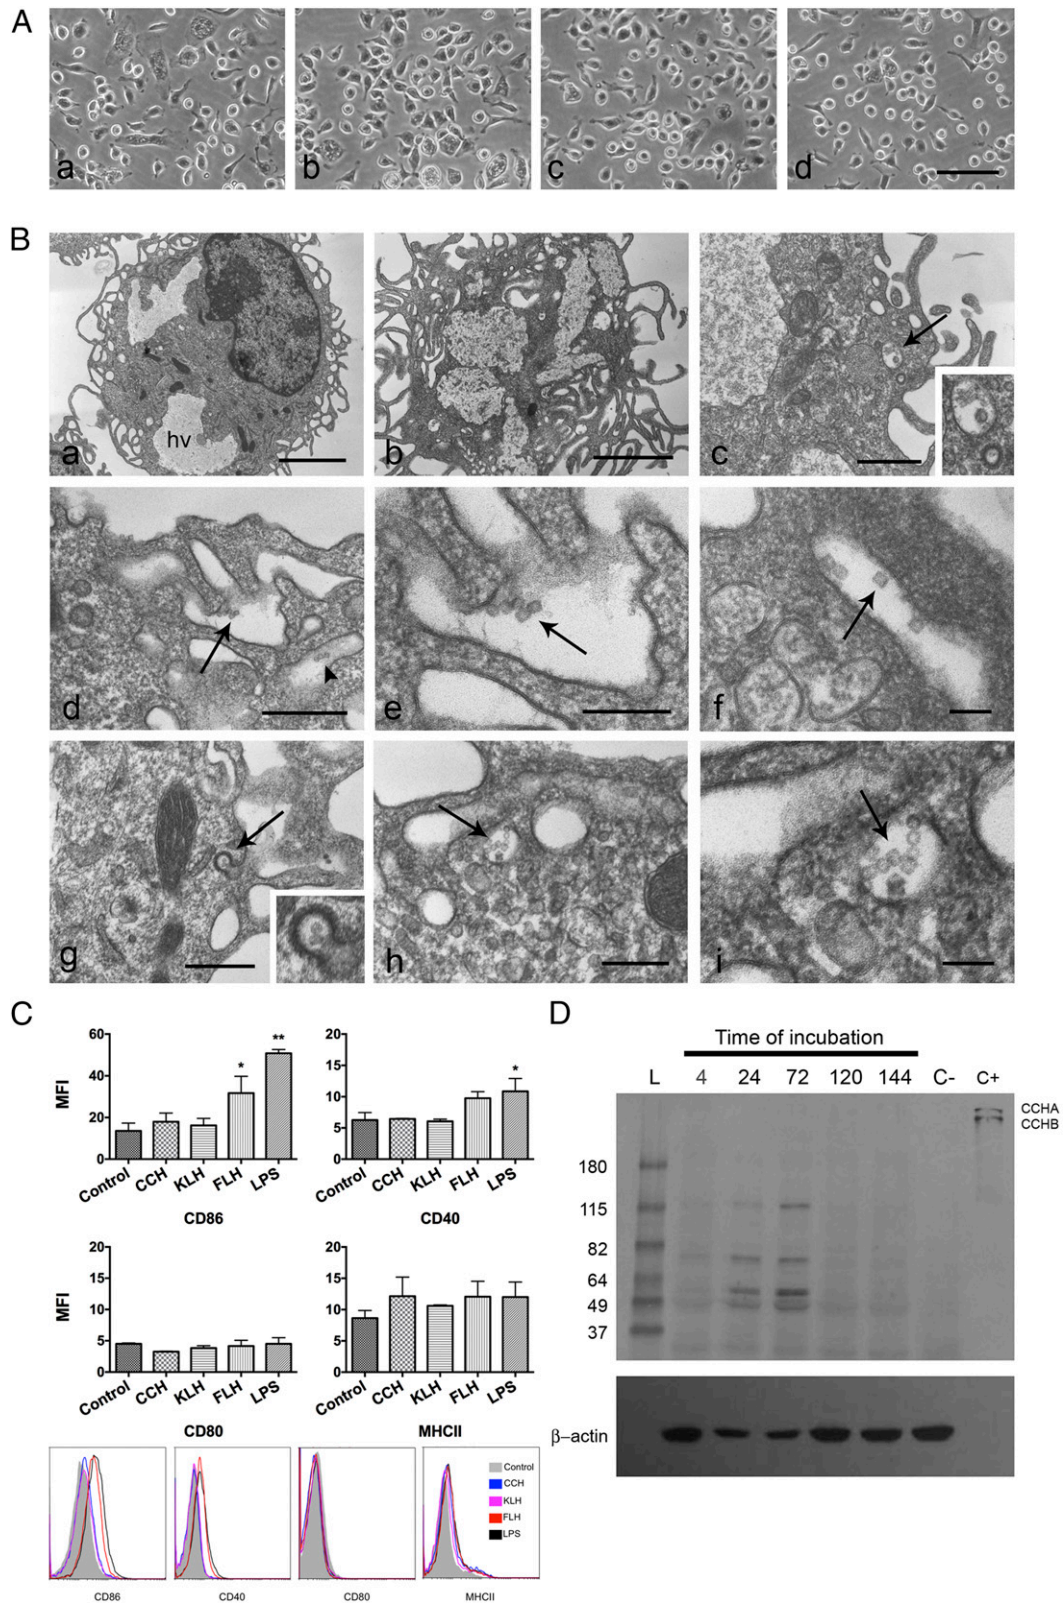 A
a
b
c
d
B
hv
a
b
c
d
e
f
g
h
i
C
60
40
20
0
MFI
*
**
Control
CCH
KLH
FLH
LPS
CD86
20
15
10
5
0
*
Control
CCH
KLH
FLH
LPS
CD40
20
15
10
5
0
MFI
Control
CCH
KLH
FLH
LPS
CD80
20
15
10
5
0
Control
CCH
KLH
FLH
LPS
MHCII
Control
CCH
KLH
FLH
LPS
CD86
CD40
CD80
MHCII
D
Time of incubation
L 4 24 72 120 144 C- C+
CCHA
CCHB
180
115
82
64
49
37
β–actin